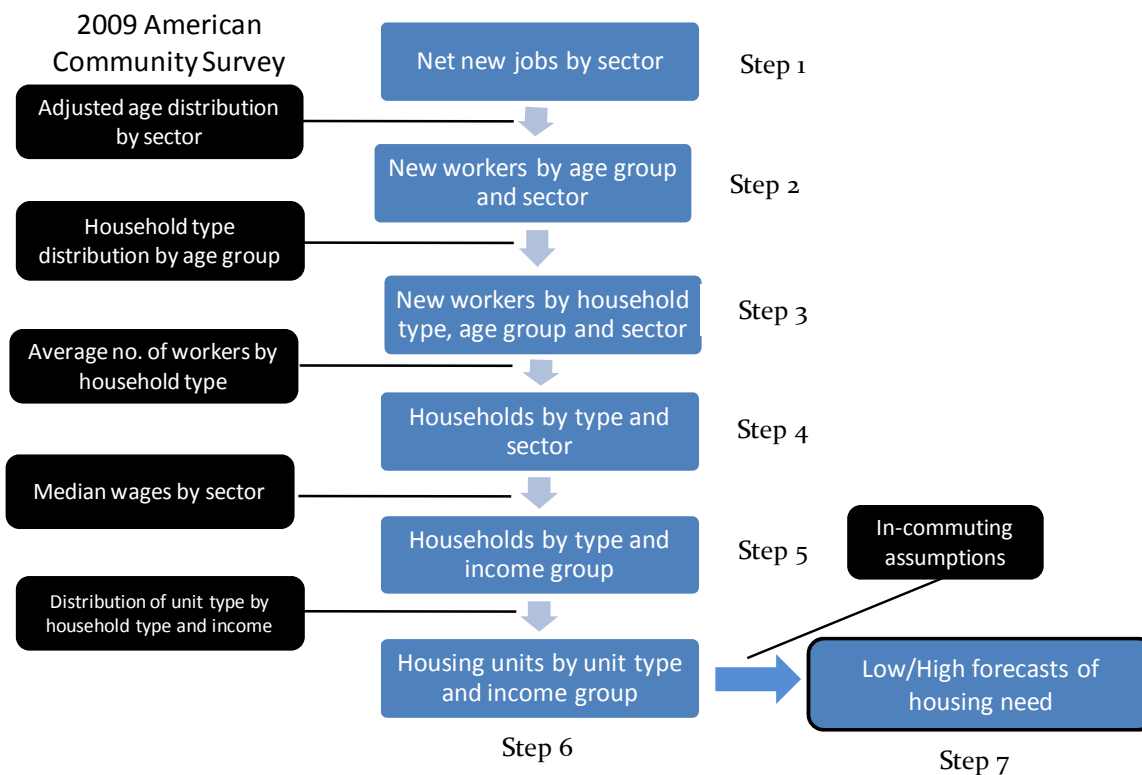 2009 American
Community Survey
Net new jobs by sector
Step 1
Adjusted age distribution
by sector
New workers by age group
and sector
Step 2
Household type
distribution by age group
New workers by household
type, age group and sector
Step 3
Average no. of workers by
household type
Households by type and
sector
Step 4
Median wages by sector
Households by type and
income group
Step 5
In-commuting
assumptions
Distribution of unit type by
household type and income
Housing units by unit type
and income group
Step 6
Low/High forecasts of
housing need
Step 7